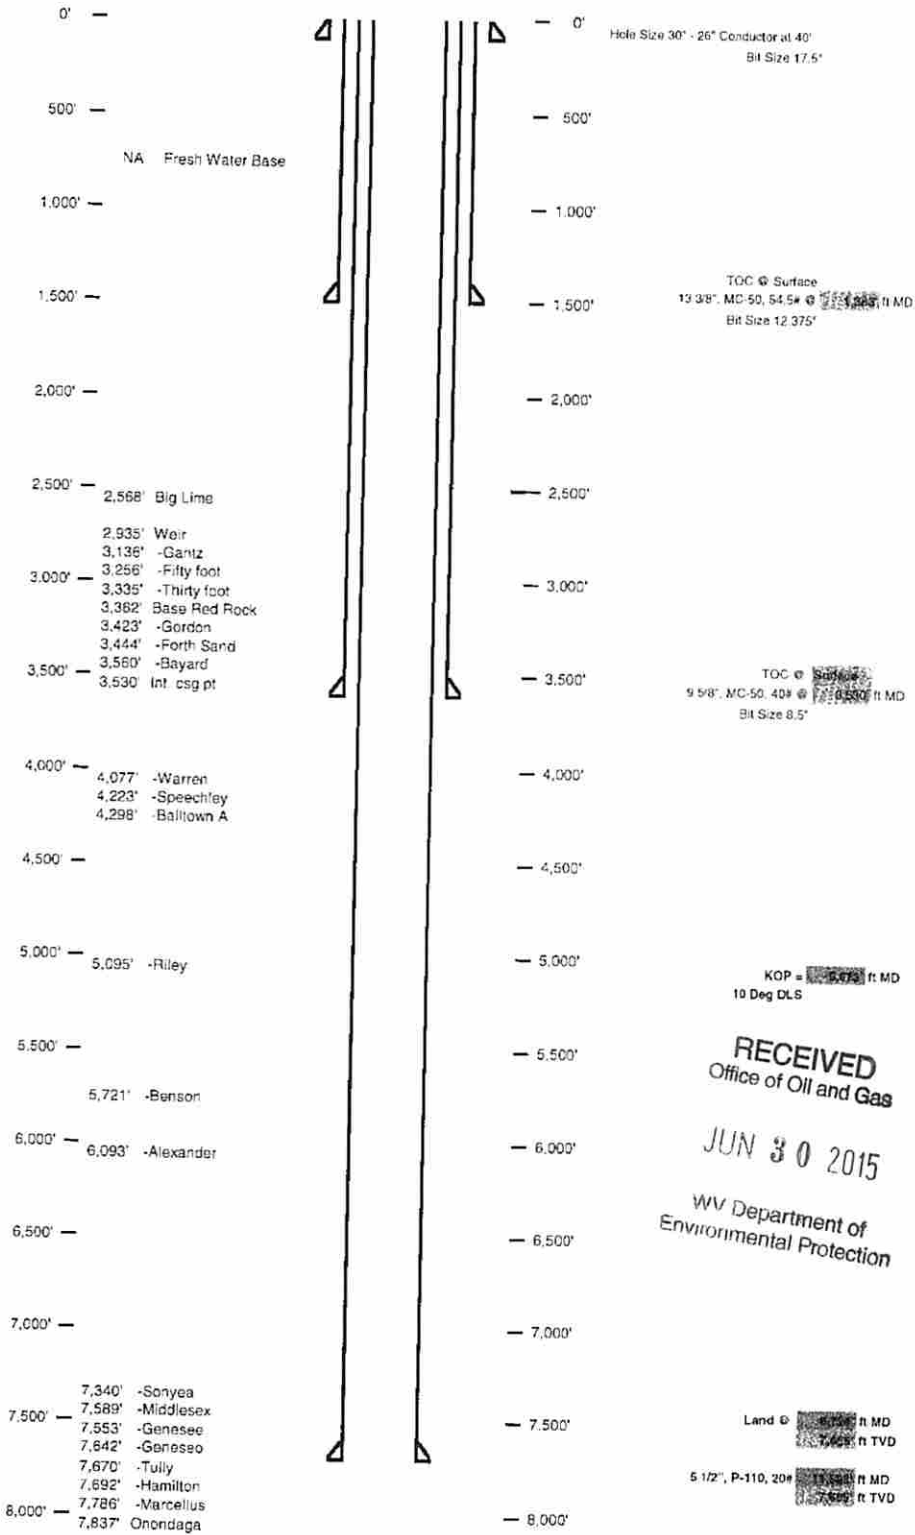 0'
500'
NA Fresh Water Base
1,000'
1,500'
2,000'
2,500'
2,568' Big Lime
2,935' Weir
3,136' -Gantz
3,000'
3,256' -Fifty foot
3,335' -Thirty foot
3,362' Base Red Rock
3,423' -Gordon
3,444' -Forth Sand
3,500'
3,560' -Bayard
3,530' Int. csg pt
4,000'
4,077' -Warren
4,223' -Speechley
4,298' -Balltown A
4,500'
5,000'
5,095' -Riley
5,500'
5,721' -Benson
6,000'
6,093' -Alexander
6,500'
7,000'
7,340' -Sonyea
7,589' -Middlesex
7,500'
7,553' -Genesee
7,642' -Geneseo
7,670' -Tully
7,692' -Hamilton
7,786' -Marcellus
8,000'
7,837' Onondaga
0'
500'
1,000'
1,500'
2,000'
2,500'
3,000'
3,500'
4,000'
4,500'
5,000'
5,500'
6,000'
6,500'
7,000'
7,500'
8,000'
Hole Size 30" - 26" Conductor at 40'
Bit Size 17.5"
TOC @ Surface
13 3/8", MC-50, 54.5# @ ft MD
Bit Size 12.375"
TOC @ Surface
9 5/8", MC-50, 40# @ ft MD
Bit Size 8.5"
KOP = ft MD
10 Deg DLS
RECEIVED
Office of Oil and Gas
JUN 30 2015
WV Department of
Environmental Protection
Land @ ft MD
ft TVD
5 1/2", P-110, 20# ft MD
ft TVD